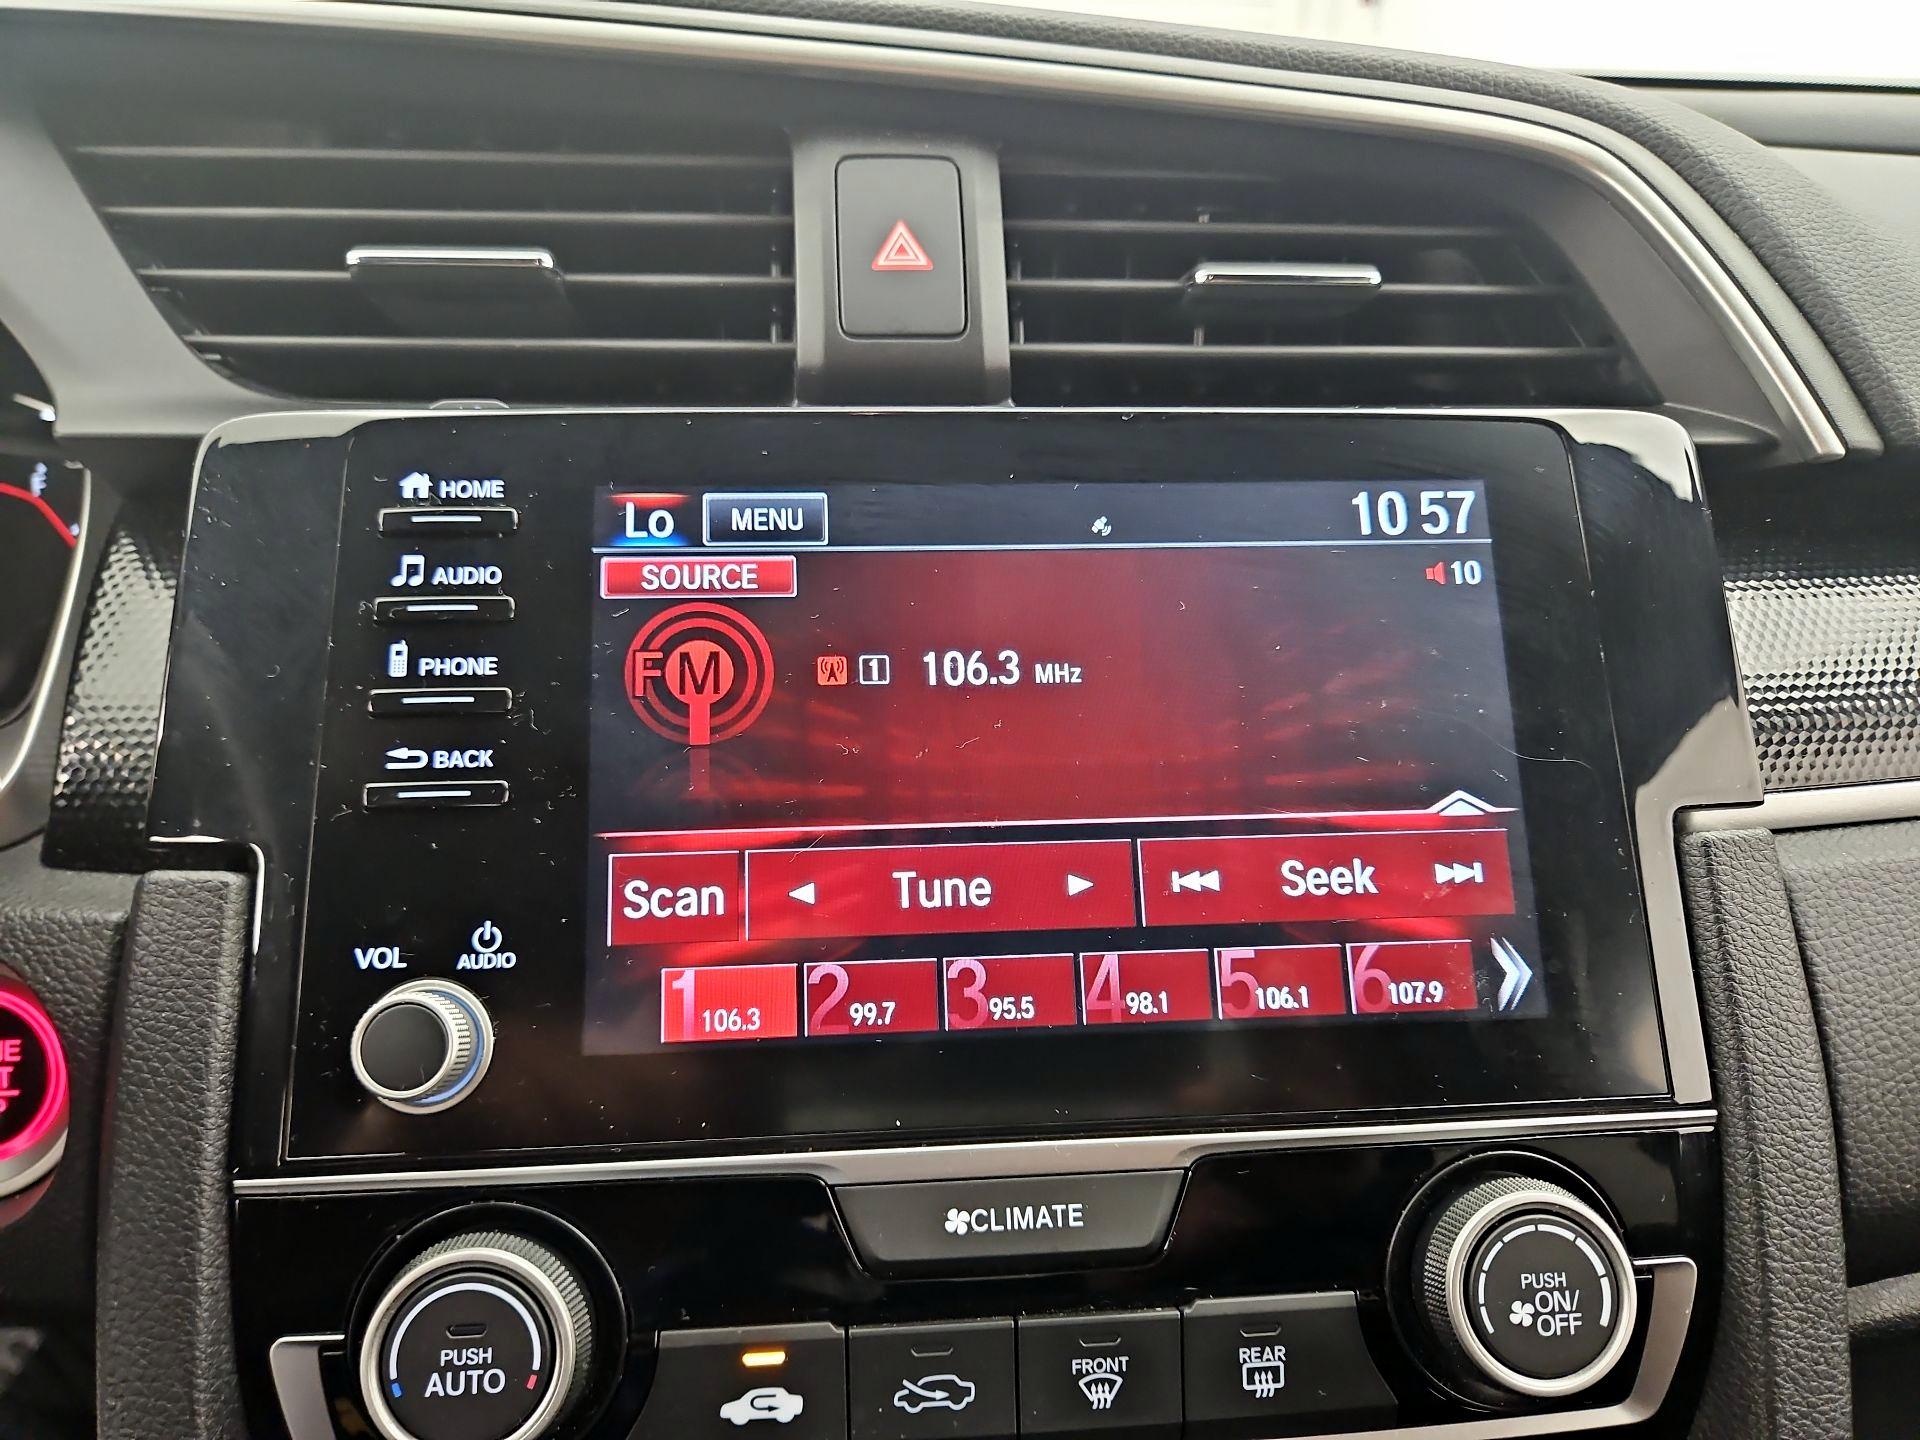 HOME
AUDIO
PHONE
BACK
VOL
AUDIO
Lo
MENU
10 57
SOURCE
10
FM
1
106.3 MHz
Scan
Tune
Seek
1 106.3
2 99.7
3 95.5
4 98.1
5 106.1
6 107.9
CLIMATE
PUSH
AUTO
FRONT
REAR
PUSH
ON/
OFF
F